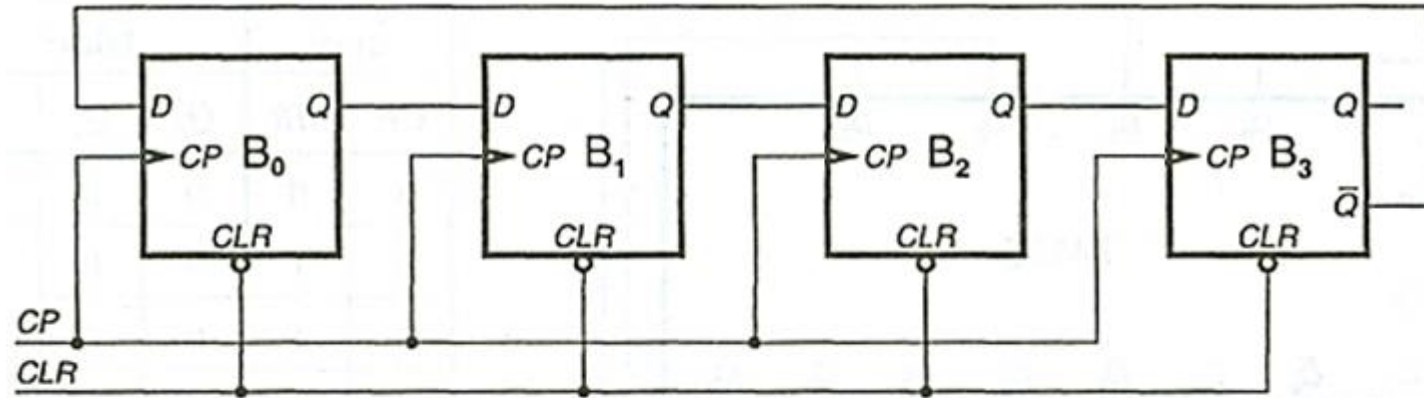 D Q D Q D Q D Q
CP B₀ CP B₁ CP B₂ CP B₃
Q̄
CLR CLR CLR CLR
CP
CLR